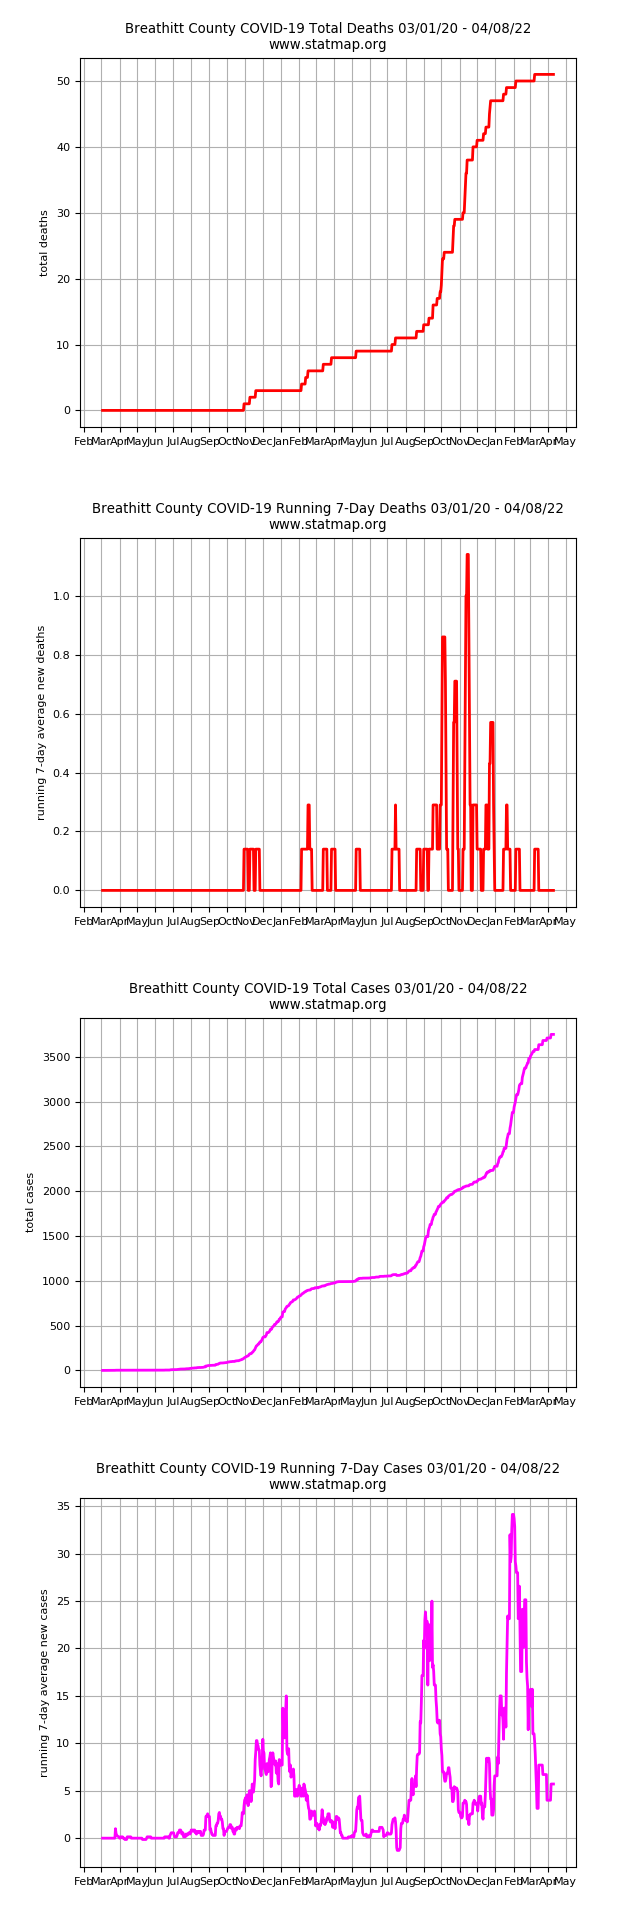 Breathitt County COVID-19 Total Deaths 03/01/20 - 04/08/22
www.statmap.org
50
40
30
20
10
0
total deaths
Feb Mar Apr May Jun Jul Aug Sep Oct Nov Dec Jan Feb Mar Apr May Jun Jul Aug Sep Oct Nov Dec Jan Feb Mar Apr May
Breathitt County COVID-19 Running 7-Day Deaths 03/01/20 - 04/08/22
www.statmap.org
1.0
0.8
0.6
0.4
0.2
0.0
running 7-day average new deaths
Feb Mar Apr May Jun Jul Aug Sep Oct Nov Dec Jan Feb Mar Apr May Jun Jul Aug Sep Oct Nov Dec Jan Feb Mar Apr May
Breathitt County COVID-19 Total Cases 03/01/20 - 04/08/22
www.statmap.org
3500
3000
2500
2000
1500
1000
500
0
total cases
Feb Mar Apr May Jun Jul Aug Sep Oct Nov Dec Jan Feb Mar Apr May Jun Jul Aug Sep Oct Nov Dec Jan Feb Mar Apr May
Breathitt County COVID-19 Running 7-Day Cases 03/01/20 - 04/08/22
www.statmap.org
35
30
25
20
15
10
5
0
running 7-day average new cases
Feb Mar Apr May Jun Jul Aug Sep Oct Nov Dec Jan Feb Mar Apr May Jun Jul Aug Sep Oct Nov Dec Jan Feb Mar Apr May